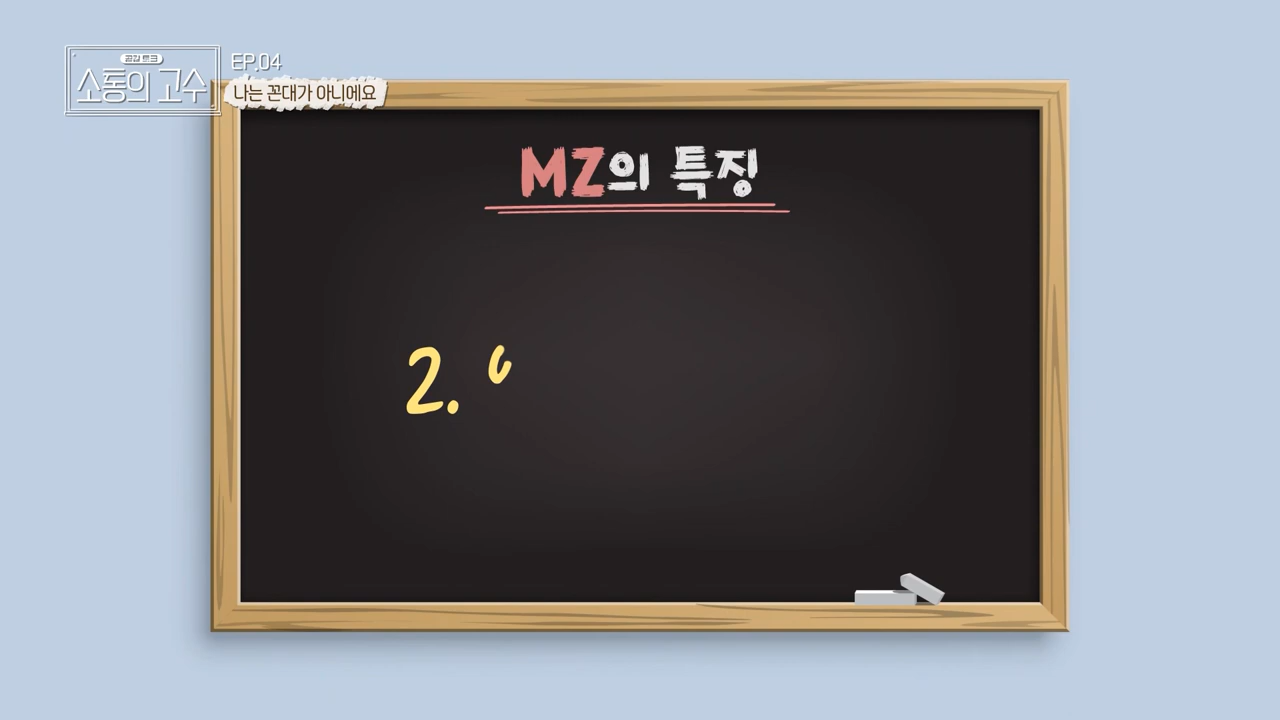 공감 토크
소통의 고수
EP.04
나는 꼰대가 아니에요
MZ의 특징
2.